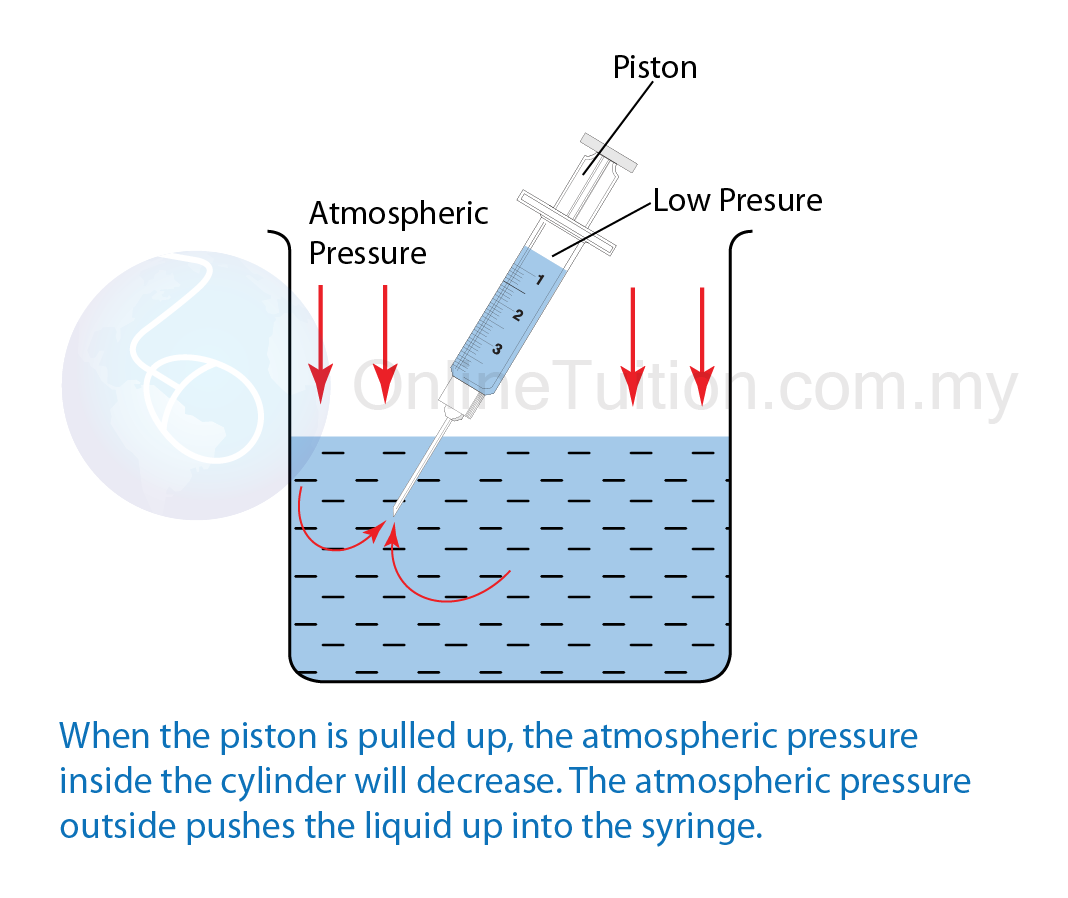 Piston
Low Presure
Atmospheric
Pressure
1
2
3
OnlineTuition.com.my
When the piston is pulled up, the atmospheric pressure
inside the cylinder will decrease. The atmospheric pressure
outside pushes the liquid up into the syringe.